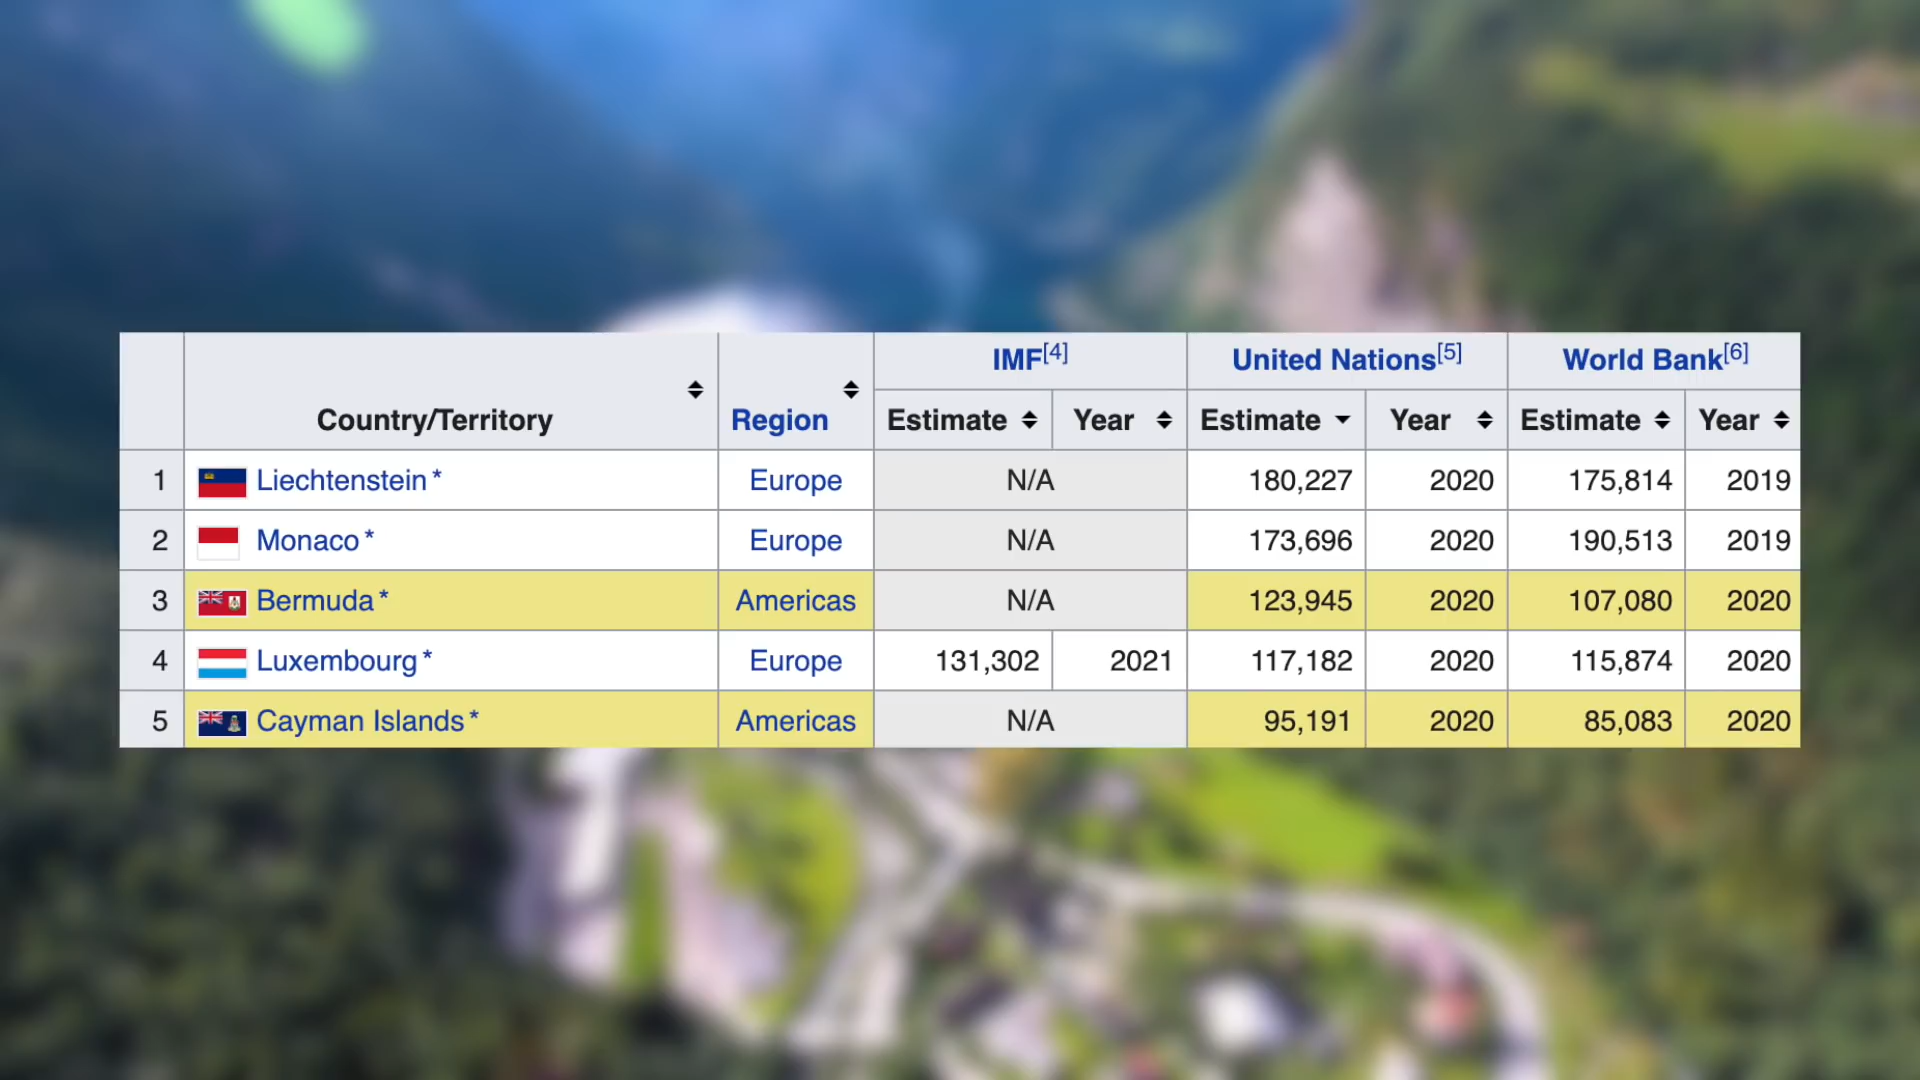 IMF[4] United Nations[5] World Bank[6]
Country/Territory Region Estimate Year Estimate Year Estimate Year
1 Liechtenstein * Europe N/A 180,227 2020 175,814 2019
2 Monaco * Europe N/A 173,696 2020 190,513 2019
3 Bermuda * Americas N/A 123,945 2020 107,080 2020
4 Luxembourg * Europe 131,302 2021 117,182 2020 115,874 2020
5 Cayman Islands * Americas N/A 95,191 2020 85,083 2020